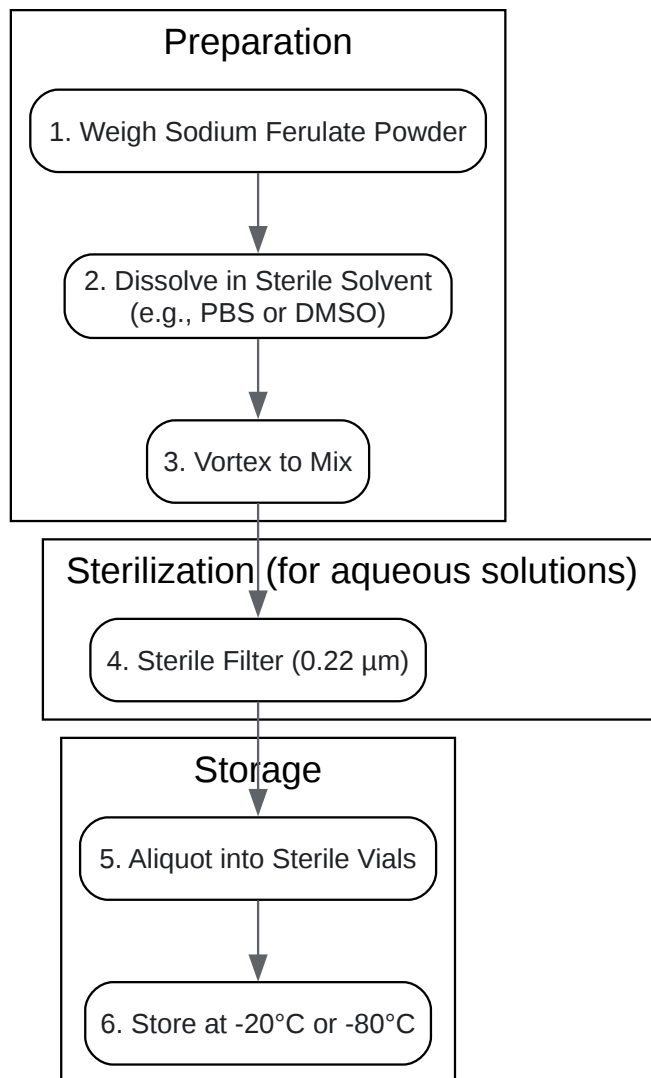 Preparation
1. Weigh Sodium Ferulate Powder
2. Dissolve in Sterile Solvent
(e.g., PBS or DMSO)
3. Vortex to Mix
Sterilization (for aqueous solutions)
4. Sterile Filter (0.22 µm)
Storage
5. Aliquot into Sterile Vials
6. Store at -20°C or -80°C